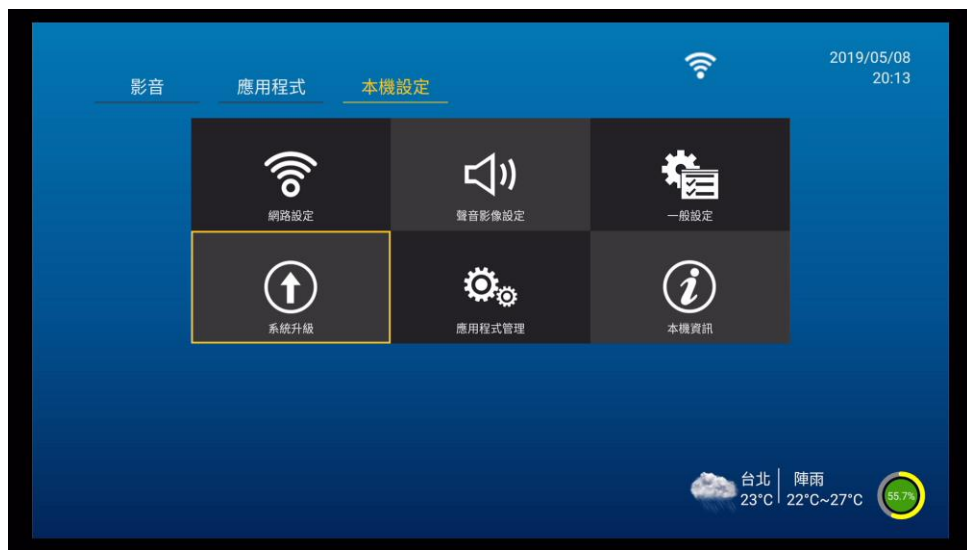 影音 應用程式 本機設定
2019/05/08
20:13
網路設定 聲音影像設定 一般設定
系統升級 應用程式管理 本機資訊
台北 陣雨
23°C 22°C~27°C
55.7%